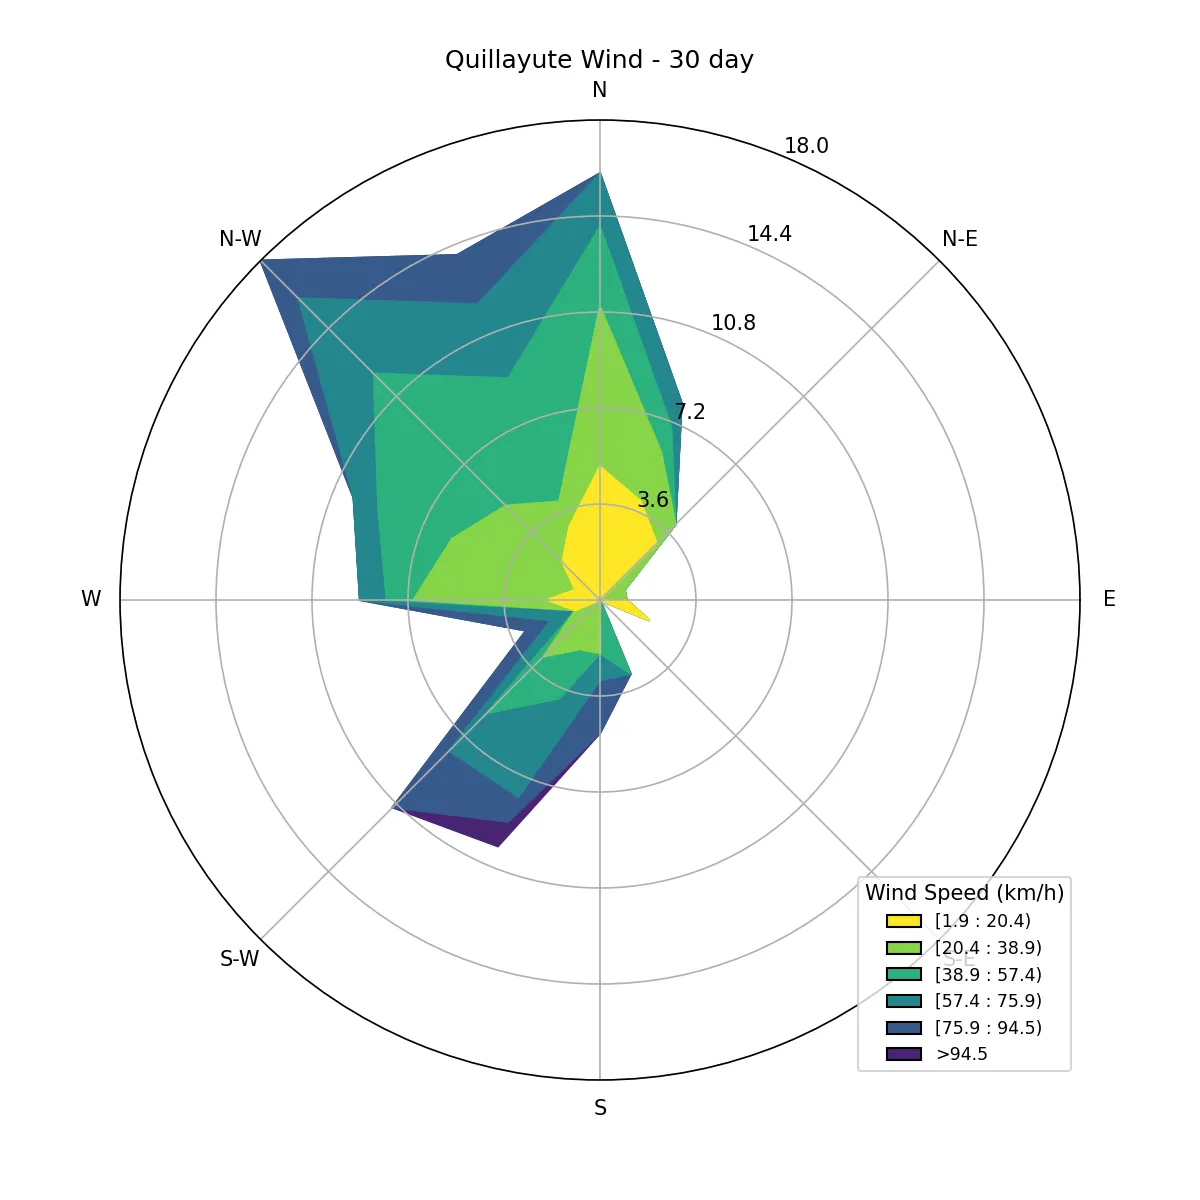 Quillayute Wind - 30 day
N
18.0
14.4
N-W
N-E
10.8
7.2
3.6
W
E
S-W
S-E
Wind Speed (km/h)
[1.9 : 20.4)
[20.4 : 38.9)
[38.9 : 57.4)
[57.4 : 75.9)
[75.9 : 94.5)
>94.5
S